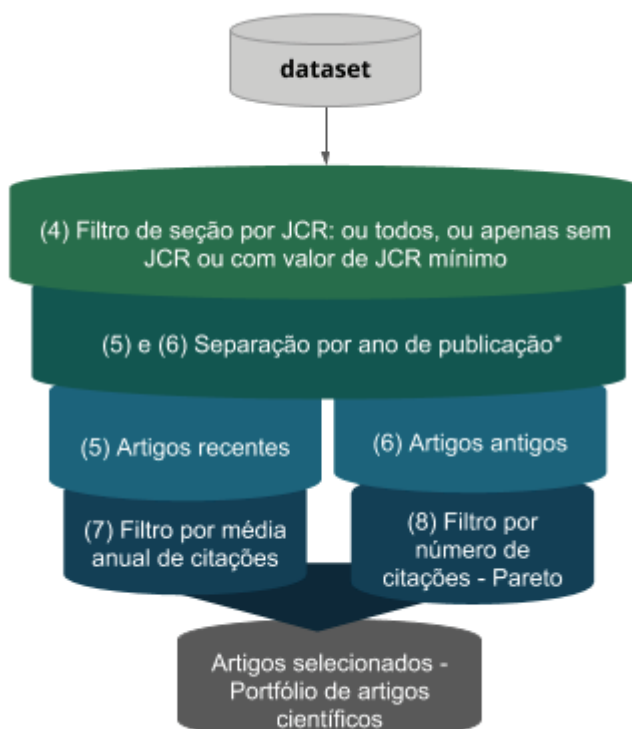 dataset
(4) Filtro de seção por JCR: ou todos, ou apenas sem
JCR ou com valor de JCR mínimo
(5) e (6) Separação por ano de publicação*
(5) Artigos recentes
(6) Artigos antigos
(7) Filtro por média
anual de citações
(8) Filtro por
número de
citações - Pareto
Artigos selecionados -
Portfólio de artigos
científicos